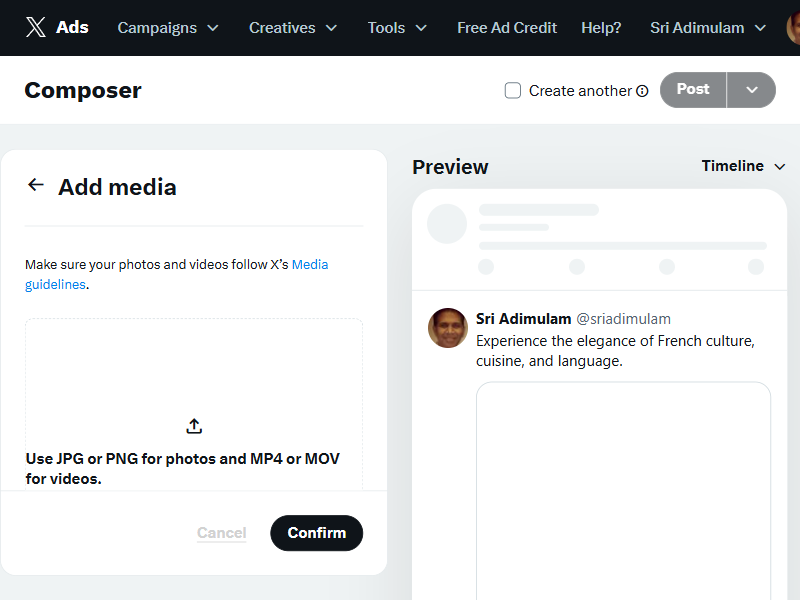 Ads Campaigns Creatives Tools Free Ad Credit Help? Sri Adimulam
Composer
Create another
Post
Add media
Make sure your photos and videos follow X’s Media
guidelines.
Use JPG or PNG for photos and MP4 or MOV
for videos.
Cancel Confirm
Preview
Timeline
Sri Adimulam @sriadimulam
Experience the elegance of French culture,
cuisine, and language.